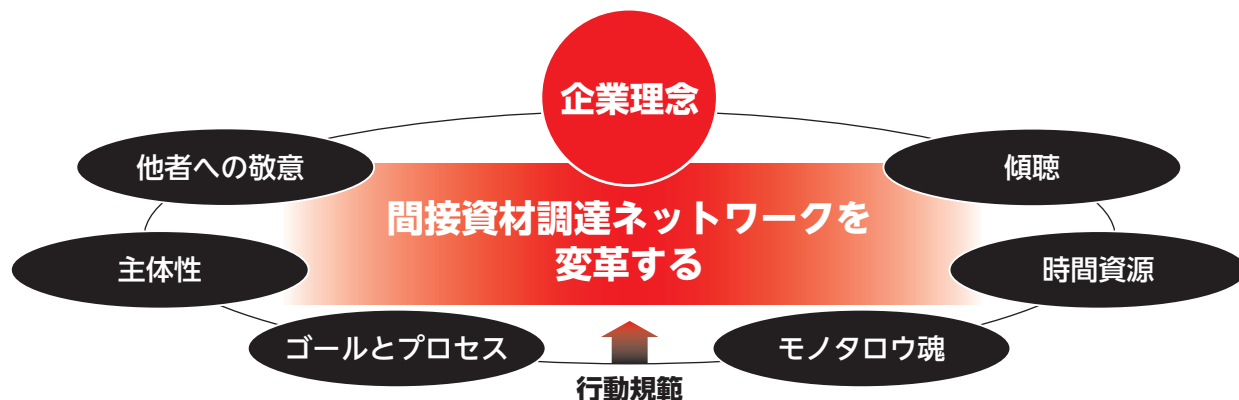 企業理念
他者への敬意
傾聴
間接資材調達ネットワークを
変革する
主体性
時間資源
ゴールとプロセス
モノタロウ魂
行動規範